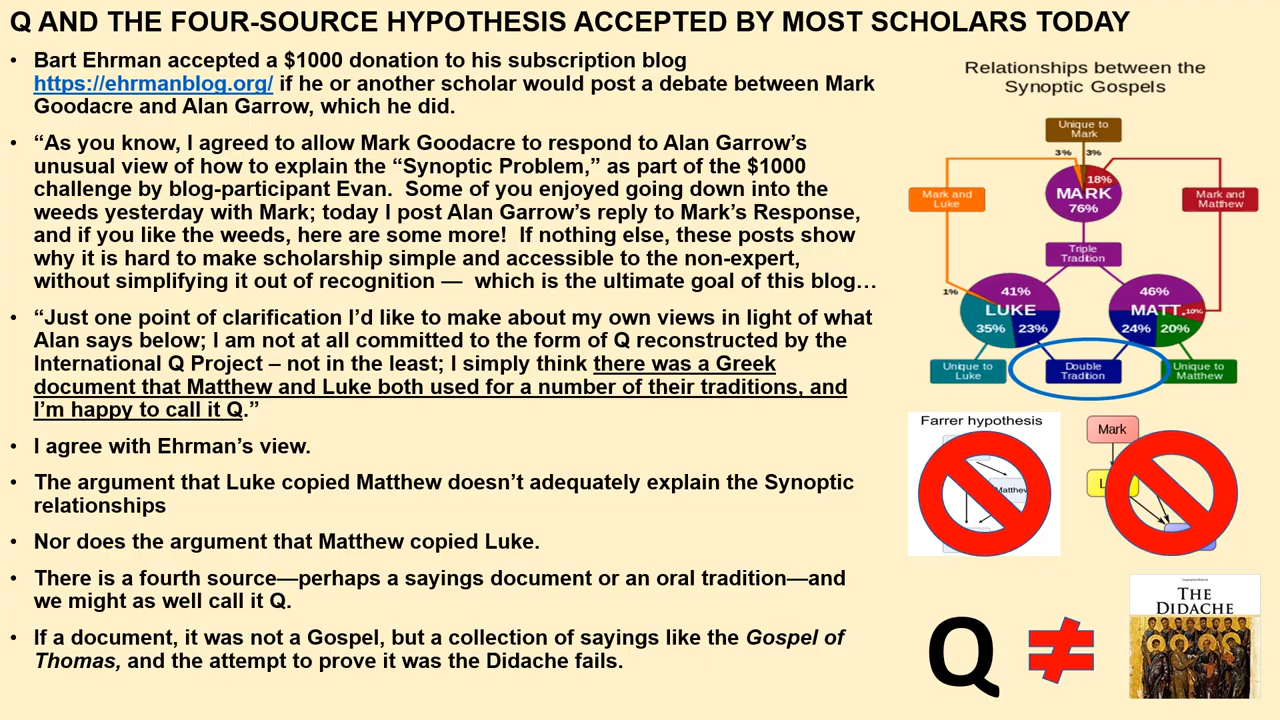 Q AND THE FOUR-SOURCE HYPOTHESIS ACCEPTED BY MOST SCHOLARS TODAY
• Bart Ehrman accepted a $1000 donation to his subscription blog
https://ehrmanblog.org/ if he or another scholar would post a debate between Mark
Goodacre and Alan Garrow, which he did.
• “As you know, I agreed to allow Mark Goodacre to respond to Alan Garrow’s
unusual view of how to explain the “Synoptic Problem,” as part of the $1000
challenge by blog-participant Evan.  Some of you enjoyed going down into the
weeds yesterday with Mark; today I post Alan Garrow’s reply to Mark’s Response,
and if you like the weeds, here are some more!  If nothing else, these posts show
why it is hard to make scholarship simple and accessible to the non-expert,
without simplifying it out of recognition —  which is the ultimate goal of this blog…
• “Just one point of clarification I’d like to make about my own views in light of what
Alan says below; I am not at all committed to the form of Q reconstructed by the
International Q Project – not in the least; I simply think there was a Greek
document that Matthew and Luke both used for a number of their traditions, and
I’m happy to call it Q.”
• I agree with Ehrman’s view.
• The argument that Luke copied Matthew doesn’t adequately explain the Synoptic
relationships
• Nor does the argument that Matthew copied Luke.
• There is a fourth source—perhaps a sayings document or an oral tradition—and
we might as well call it Q.
• If a document, it was not a Gospel, but a collection of sayings like the Gospel of
Thomas, and the attempt to prove it was the Didache fails.
Relationships between the
Synoptic Gospels
Unique to
Mark
3% 3%
18%
MARK
76%
Mark and
Luke
Mark and
Matthew
Triple
Tradition
1%
41%
LUKE
35% 23%
46%
MATT. 10%
24% 20%
Unique to
Luke
Double
Tradition
Unique to
Matthew
Farrer hypothesis
Matthew
Mark
L
Q ≠
THE
DIDACHE